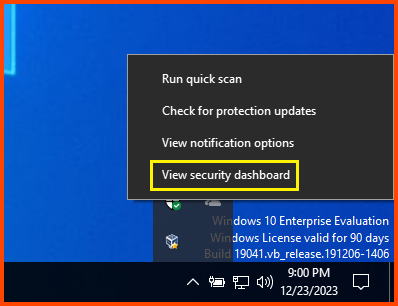 Run quick scan
Check for protection updates
View notification options
View security dashboard
Windows 10 Enterprise Evaluation
Windows License valid for 90 days
Build 19041.vb_release.191206-1406
9:00 PM
12/23/2023